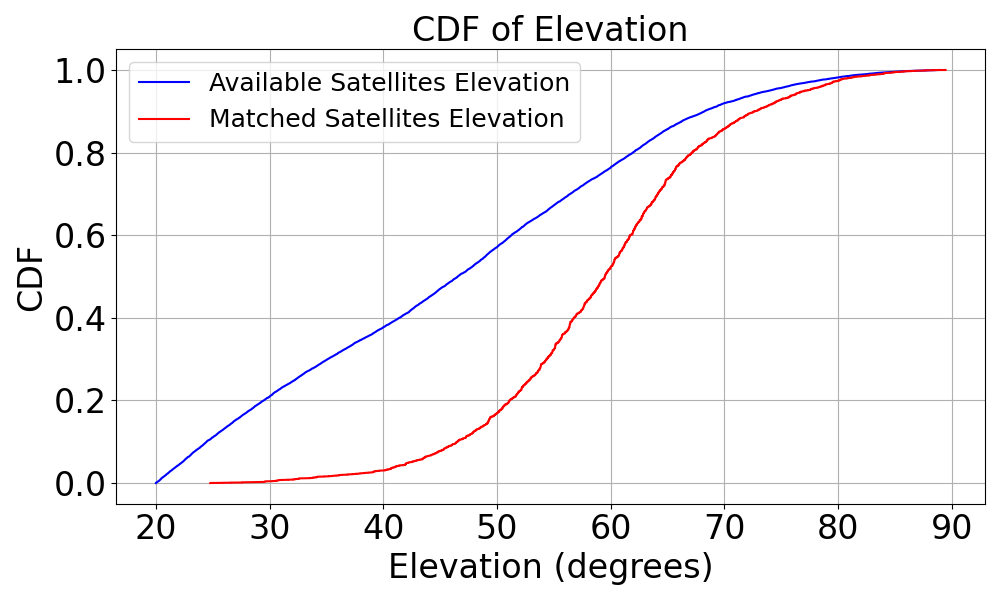 CDF of Elevation
Available Satellites Elevation
Matched Satellites Elevation
1.0
0.8
0.6
0.4
0.2
0.0
CDF
20 30 40 50 60 70 80 90
Elevation (degrees)